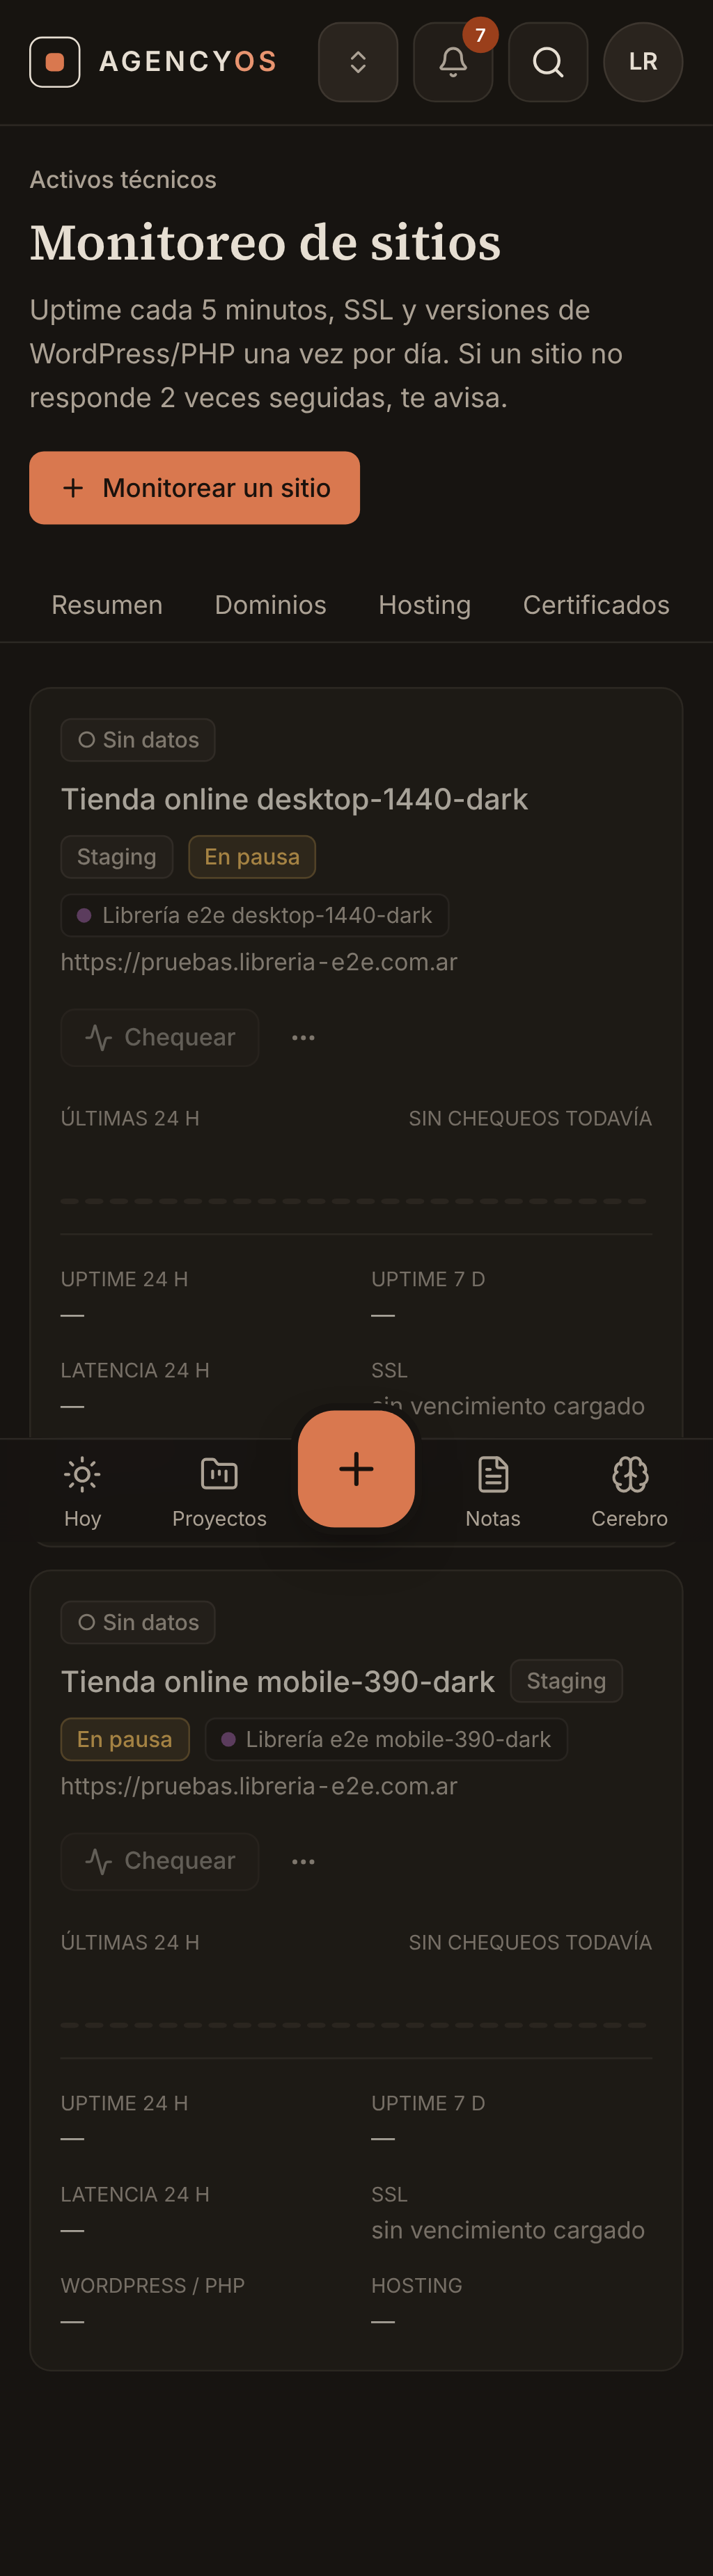 AGENCYOS
7
LR
Activos técnicos
Monitoreo de sitios
Uptime cada 5 minutos, SSL y versiones de
WordPress/PHP una vez por día. Si un sitio no
responde 2 veces seguidas, te avisa.
+ Monitorear un sitio
Resumen Dominios Hosting Certificados
Sin datos
Tienda online desktop-1440-dark
Staging En pausa
Librería e2e desktop-1440-dark
https://pruebas.libreria-e2e.com.ar
Chequear ...
ÚLTIMAS 24 H SIN CHEQUEOS TODAVÍA
UPTIME 24 H UPTIME 7 D
— —
LATENCIA 24 H SSL
— sin vencimiento cargado
Hoy Proyectos + Notas Cerebro
Sin datos
Tienda online mobile-390-dark Staging
En pausa Librería e2e mobile-390-dark
https://pruebas.libreria-e2e.com.ar
Chequear ...
ÚLTIMAS 24 H SIN CHEQUEOS TODAVÍA
UPTIME 24 H UPTIME 7 D
— —
LATENCIA 24 H SSL
— sin vencimiento cargado
WORDPRESS / PHP HOSTING
— —